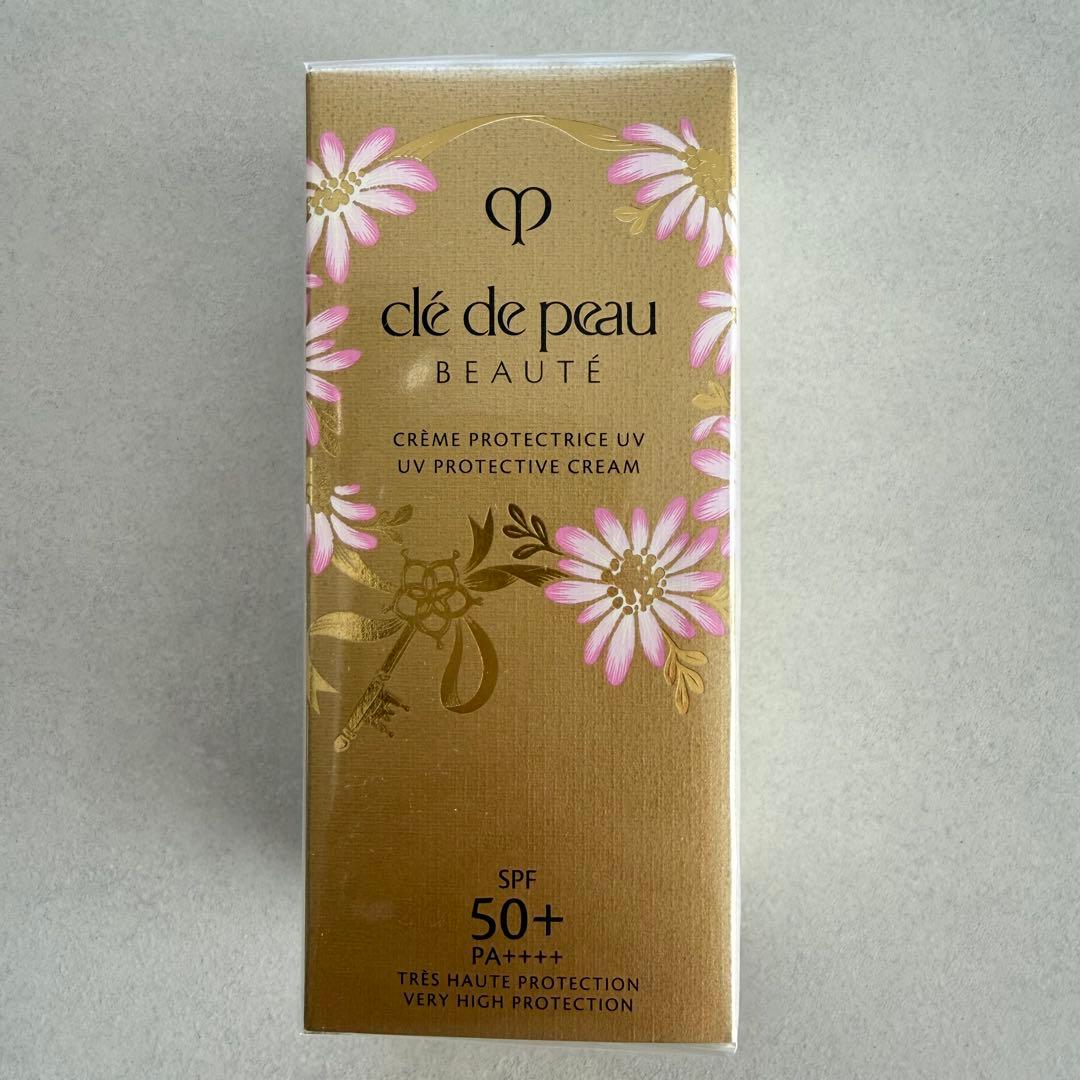 clé de peau
BEAUTÉ
CRÈME PROTECTRICE UV
UV PROTECTIVE CREAM
SPF
50+
PA++++
TRÈS HAUTE PROTECTION
VERY HIGH PROTECTION